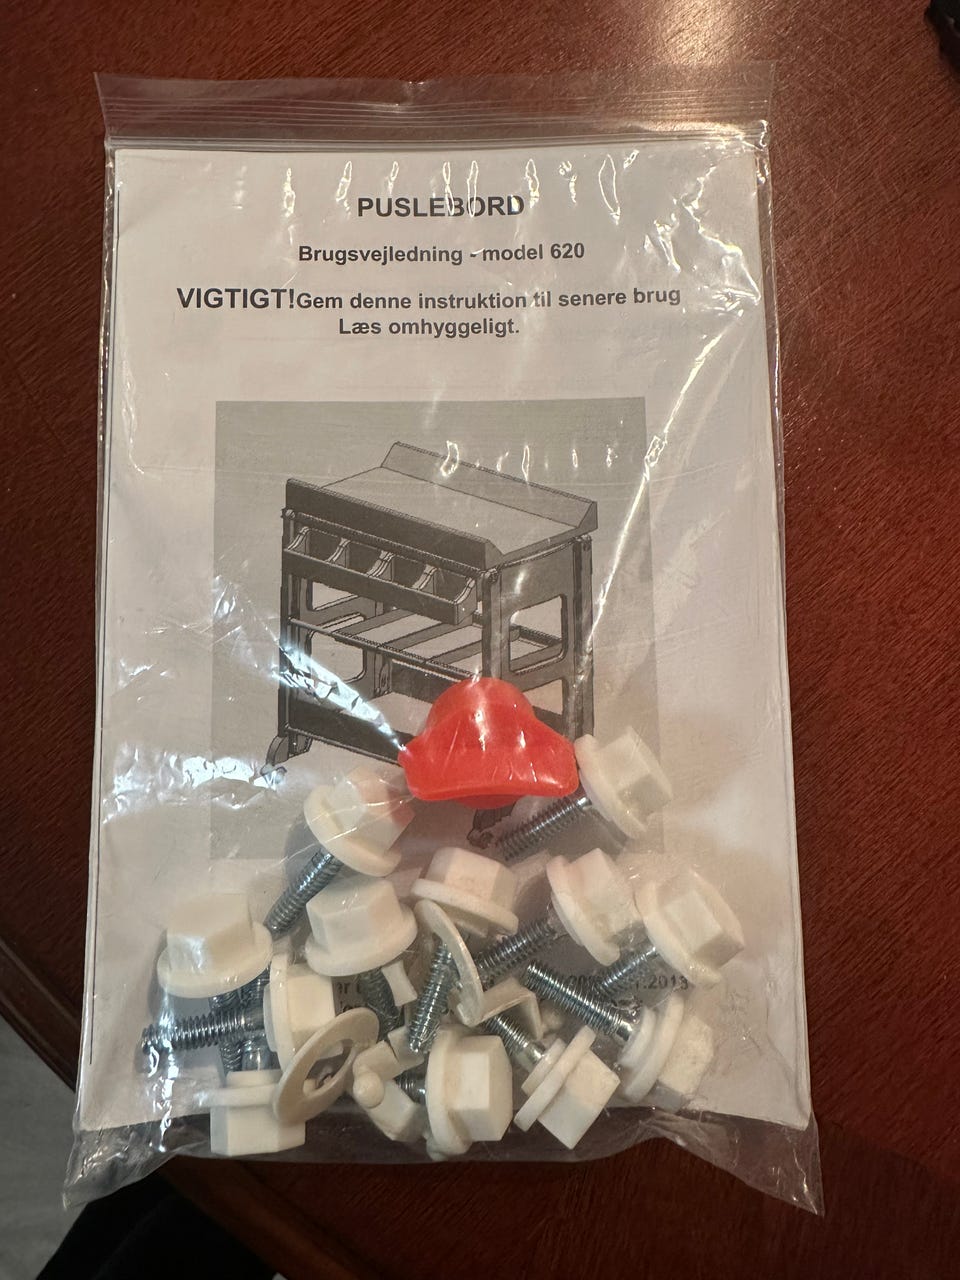 PUSLEBORD
Brugsvejledning - model 620
VIGTIGT!Gem denne instruktion til senere brug
Læs omhyggeligt.